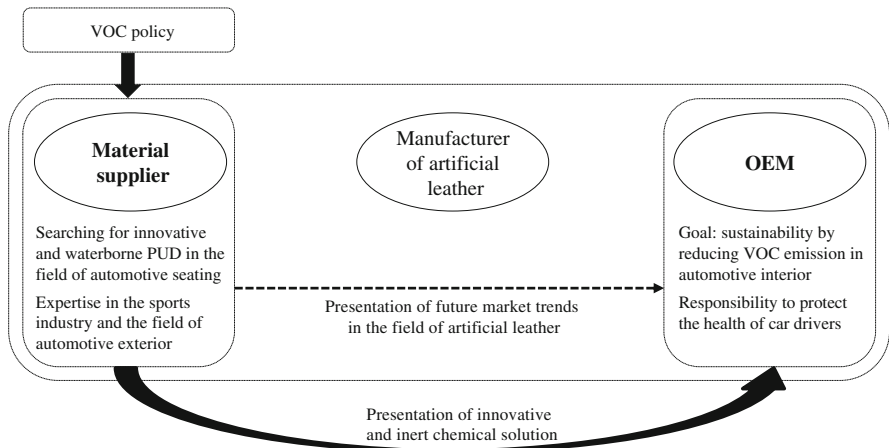 VOC policy
Material
supplier
Searching for innovative
and waterborne PUD in the
field of automotive seating
Expertise in the sports
industry and the field of
automotive exterior
Manufacturer
of artificial
leather
Presentation of future market trends
in the field of artificial leather
OEM
Goal: sustainability by
reducing VOC emission in
automotive interior
Responsibility to protect
the health of car drivers
Presentation of innovative
and inert chemical solution